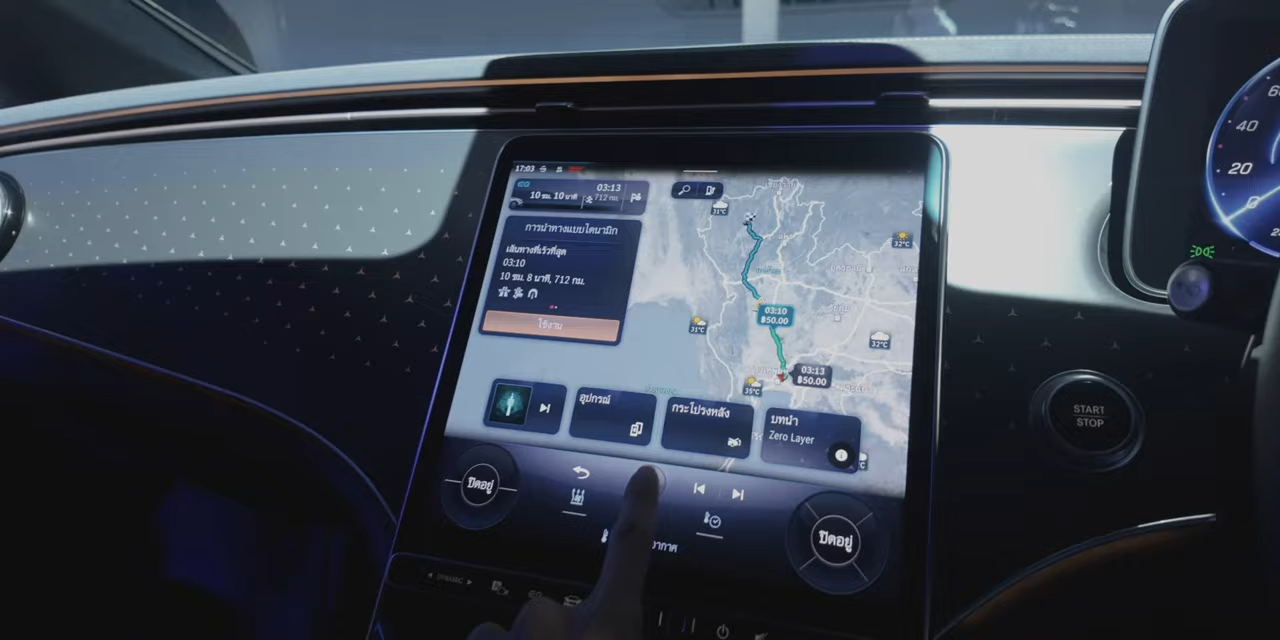 17:03
03:13
10 ชม. 10 นาที
712 กม.
31°C
32°C
การนำทางแบบไดนามิก
เส้นทางที่เร็วที่สุด
03:10
10 ชม. 8 นาที, 712 กม.
ใช้งาน
03:10
฿50.00
31°C
32°C
03:13
฿50.00
35°C
อุปกรณ์
กระโปรงหลัง
บทนำ
Zero Layer
ปิดอยู่
ปิดอยู่
DYNAMIC
START
STOP
60
40
20
0